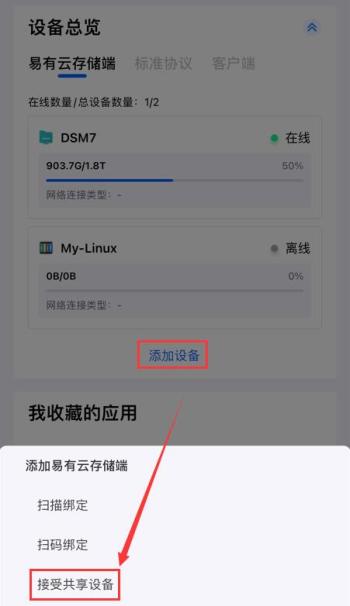 设备总览
易有云存储端 标准协议 客户端
在线数量/总设备数量：1/2
DSM7 在线
903.7G/1.8T 50%
网络连接类型：-
My-Linux 离线
0B/0B 0%
网络连接类型：-
添加设备
我收藏的应用
添加易有云存储端
扫描绑定
扫码绑定
接受共享设备